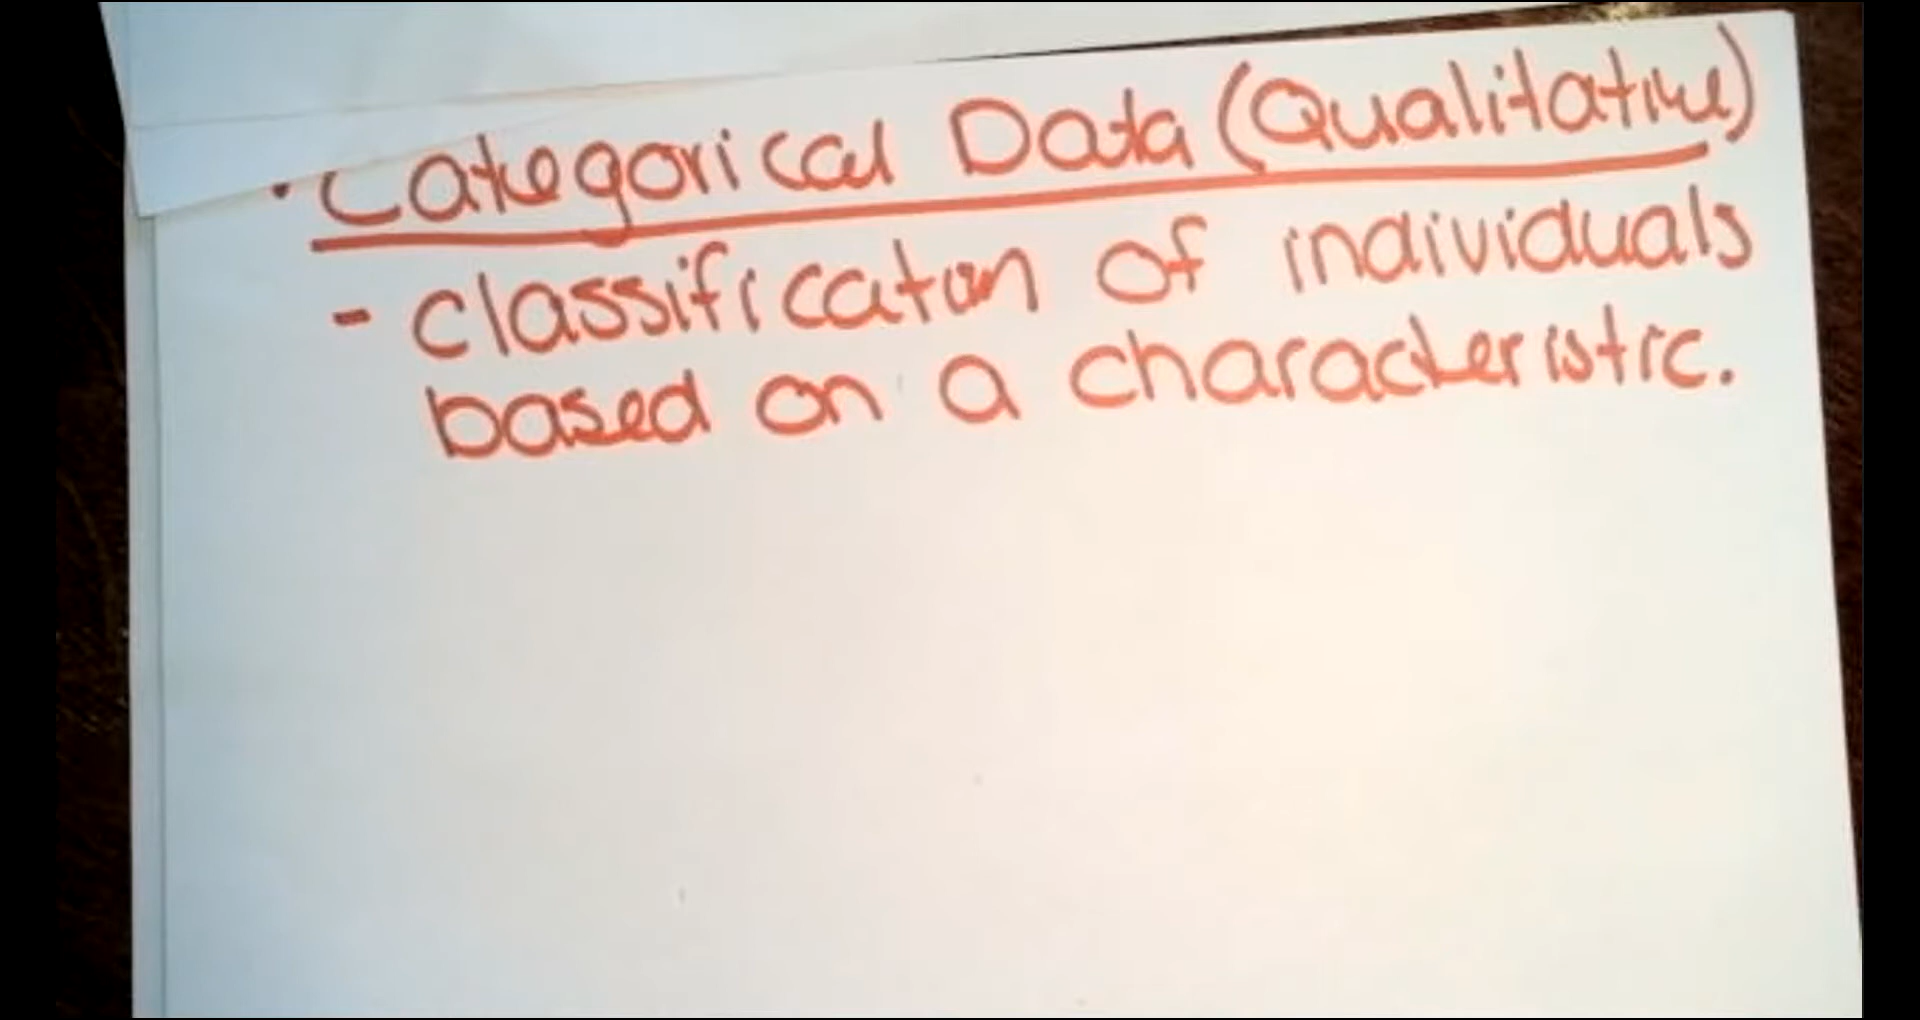 • Categorical Data (Qualitative)
- classification of individuals
based on a characteristic.